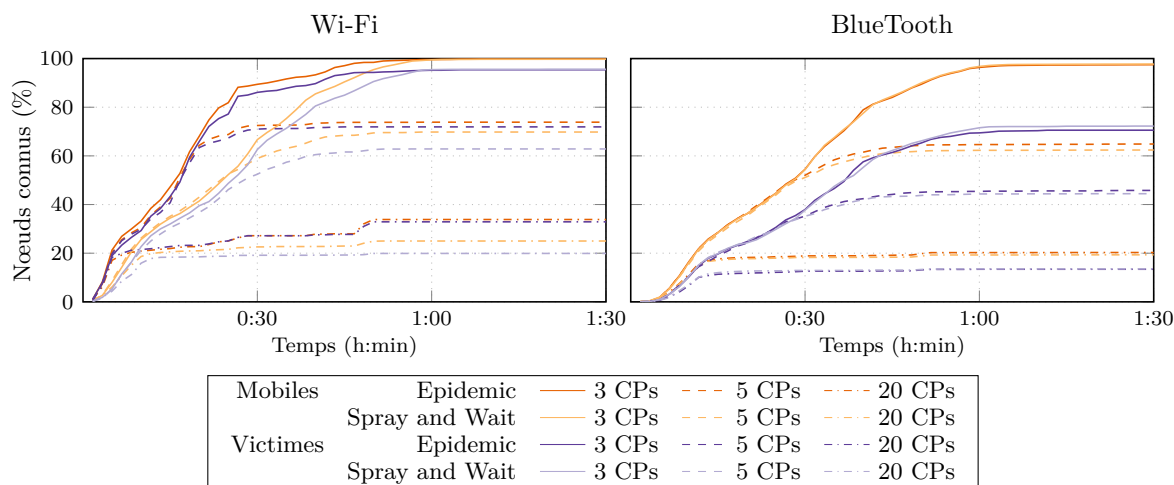 Wi-Fi
BlueTooth
Nœuds connus (%)
100
80
60
40
20
0
0:30 1:00 1:30
0:30 1:00 1:30
Temps (h:min)
Temps (h:min)
Mobiles Epidemic 3 CPs 5 CPs 20 CPs
Spray and Wait 3 CPs 5 CPs 20 CPs
Victimes Epidemic 3 CPs 5 CPs 20 CPs
Spray and Wait 3 CPs 5 CPs 20 CPs